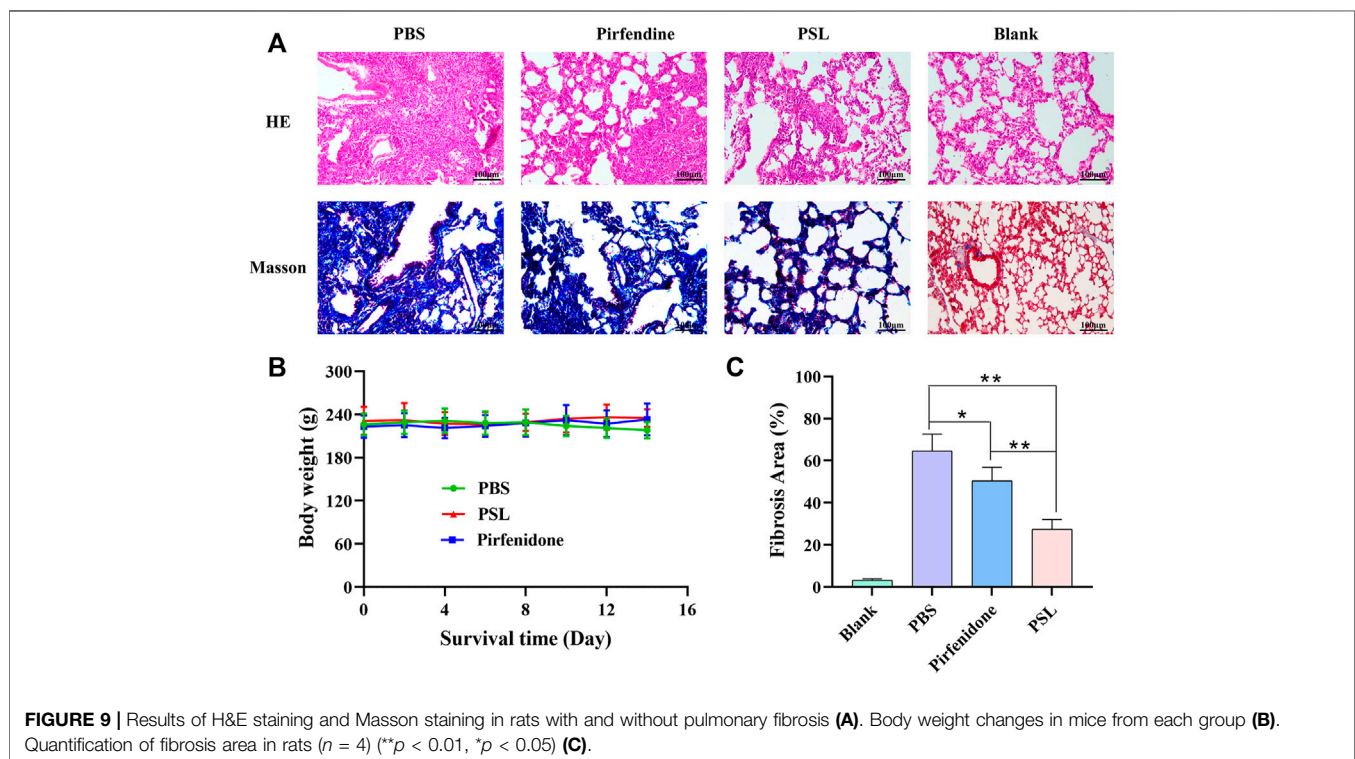 A
PBS
Pirfendine
PSL
Blank
HE
100μm
100μm
100μm
100μm
Masson
100μm
100μm
100μm
100μm
B
300
240
180
120
60
0
Body weight (g)
PBS
PSL
Pirfenidone
0
4
8
12
16
Survival time (Day)
C
100
80
60
40
20
0
Fibrosis Area (%)
**
*
**
Blank
PBS
Pirfenidone
PSL
FIGURE 9 | Results of H&E staining and Masson staining in rats with and without pulmonary fibrosis (A). Body weight changes in mice from each group (B).
Quantification of fibrosis area in rats (n = 4) (**p < 0.01, *p < 0.05) (C).